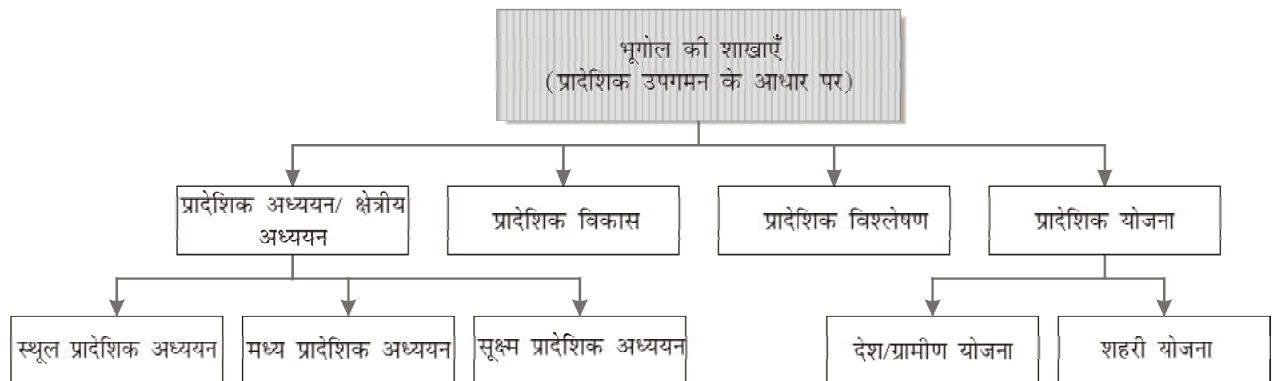 भूगोल की शाखाएँ
(प्रादेशिक उपगमन के आधार पर)
प्रादेशिक अध्ययन/ क्षेत्रीय
अध्ययन
प्रादेशिक विकास
प्रादेशिक विश्लेषण
प्रादेशिक योजना
स्थूल प्रादेशिक अध्ययन
मध्य प्रादेशिक अध्ययन
सूक्ष्म प्रादेशिक अध्ययन
देश/ग्रामीण योजना
शहरी योजना